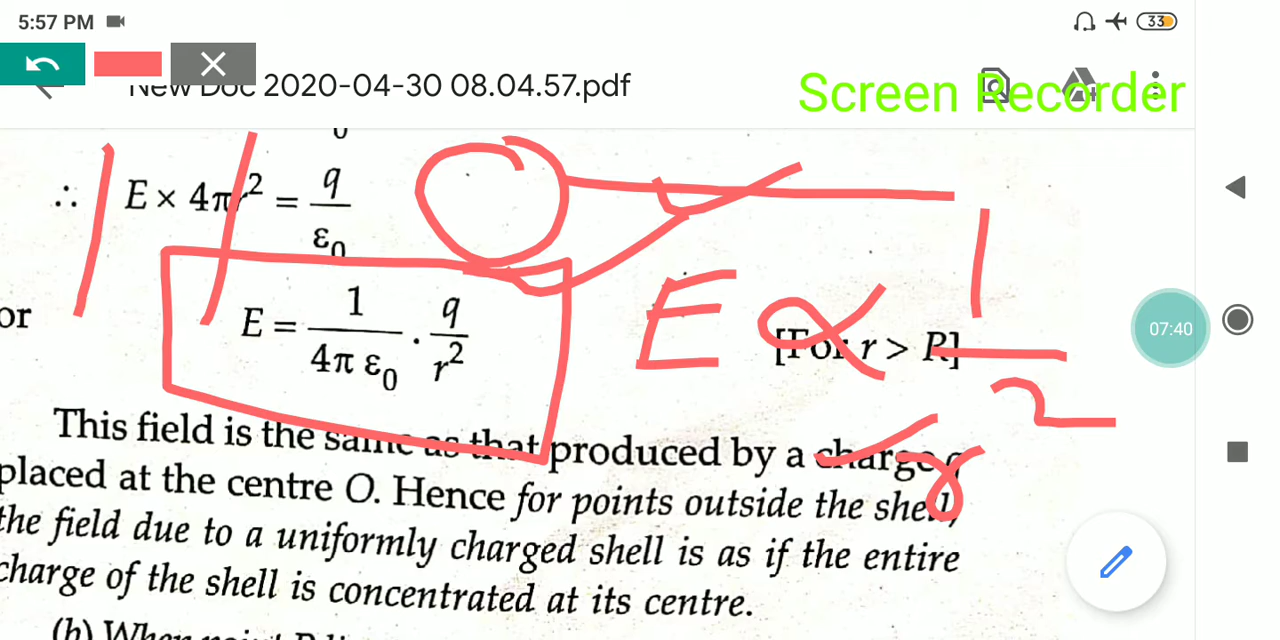 5:57 PM 33
New Doc 2020-04-30 08.04.57.pdf
Screen Recorder
∴ E × 4πr² = q/ε₀
or E = 1/4π ε₀ · q/r² [For r > R]
E ∝ 1/r²
07:40
This field is the same as that produced by a charge q
placed at the centre O. Hence for points outside the shell,
the field due to a uniformly charged shell is as if the entire
charge of the shell is concentrated at its centre.
(b) When point P